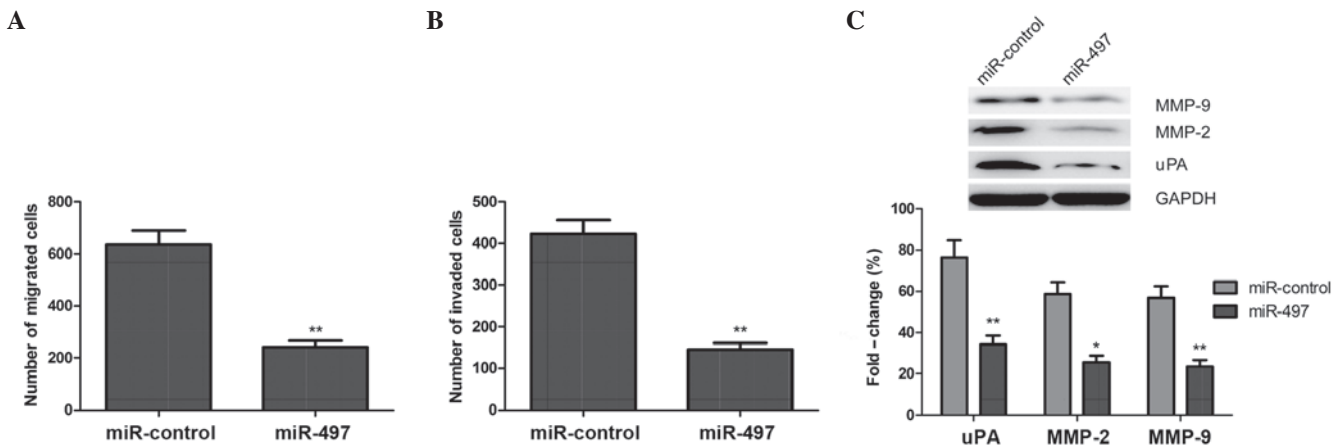 A
Number of migrated cells
800
600
400
200
0
**
miR-control
miR-497
B
Number of invaded cells
500
400
300
200
100
0
**
miR-control
miR-497
C
miR-control
miR-497
MMP-9
MMP-2
uPA
GAPDH
Fold – change (%)
100
80
60
40
20
0
**
*
**
uPA
MMP-2
MMP-9
miR-control
miR-497